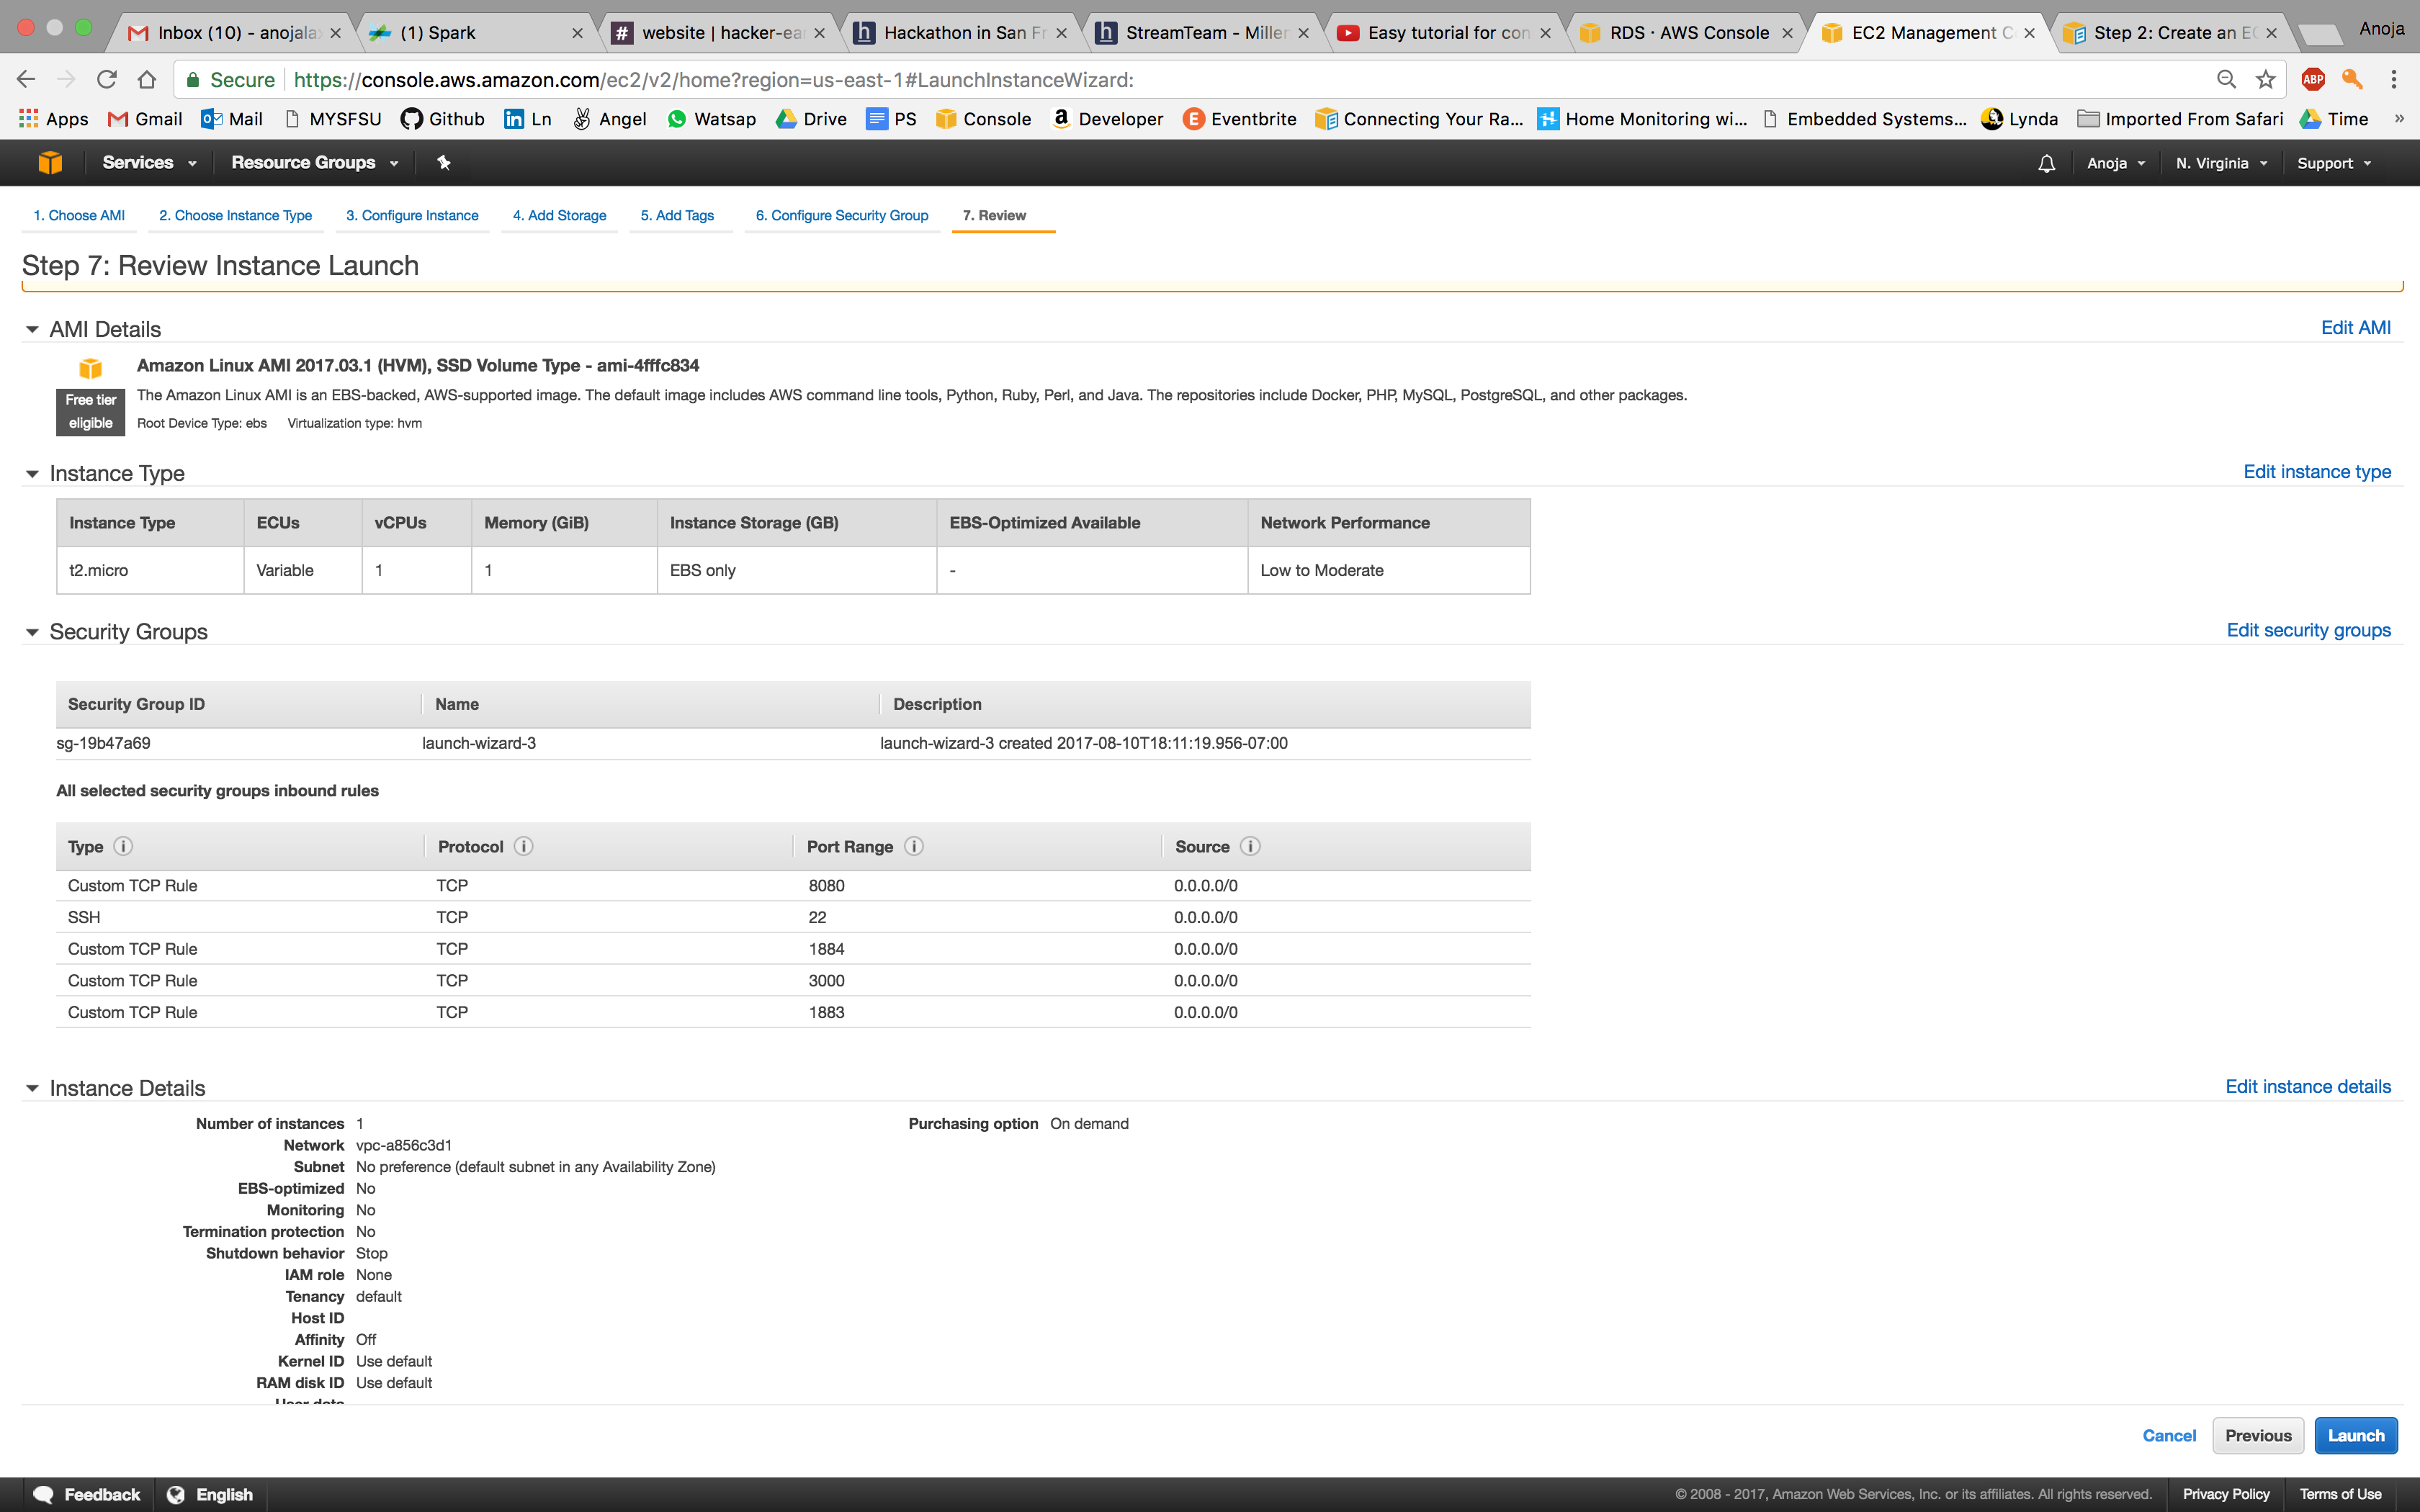 Inbox (10) - anojala
(1) Spark
website | hacker-ear
Hackathon in San Fr
StreamTeam - Miller
Easy tutorial for con
RDS · AWS Console
EC2 Management C
Step 2: Create an EC
Anoja
Secure
https://console.aws.amazon.com/ec2/v2/home?region=us-east-1#LaunchInstanceWizard:
ABP
Apps
Gmail
Mail
MYSFSU
Github
Ln
Angel
Watsap
Drive
PS
Console
Developer
Eventbrite
Connecting Your Ra...
Home Monitoring wi...
Embedded Systems...
Lynda
Imported From Safari
Time
»
Services
Resource Groups
Anoja
N. Virginia
Support
1. Choose AMI
2. Choose Instance Type
3. Configure Instance
4. Add Storage
5. Add Tags
6. Configure Security Group
7. Review
Step 7: Review Instance Launch
AMI Details
Edit AMI
Amazon Linux AMI 2017.03.1 (HVM), SSD Volume Type - ami-4fffc834
Free tier
eligible
The Amazon Linux AMI is an EBS-backed, AWS-supported image. The default image includes AWS command line tools, Python, Ruby, Perl, and Java. The repositories include Docker, PHP, MySQL, PostgreSQL, and other packages.
Root Device Type: ebs Virtualization type: hvm
Instance Type
Edit instance type
Instance Type ECUs vCPUs Memory (GiB) Instance Storage (GB) EBS-Optimized Available Network Performance
t2.micro Variable 1 1 EBS only - Low to Moderate
Security Groups
Edit security groups
Security Group ID Name Description
sg-19b47a69 launch-wizard-3 launch-wizard-3 created 2017-08-10T18:11:19.956-07:00
All selected security groups inbound rules
Type Protocol Port Range Source
Custom TCP Rule TCP 8080 0.0.0.0/0
SSH TCP 22 0.0.0.0/0
Custom TCP Rule TCP 1884 0.0.0.0/0
Custom TCP Rule TCP 3000 0.0.0.0/0
Custom TCP Rule TCP 1883 0.0.0.0/0
Instance Details
Edit instance details
Number of instances 1
Purchasing option On demand
Network vpc-a856c3d1
Subnet No preference (default subnet in any Availability Zone)
EBS-optimized No
Monitoring No
Termination protection No
Shutdown behavior Stop
IAM role None
Tenancy default
Host ID
Affinity Off
Kernel ID Use default
RAM disk ID Use default
User data
Cancel
Previous
Launch
Feedback
English
© 2008 - 2017, Amazon Web Services, Inc. or its affiliates. All rights reserved.
Privacy Policy
Terms of Use